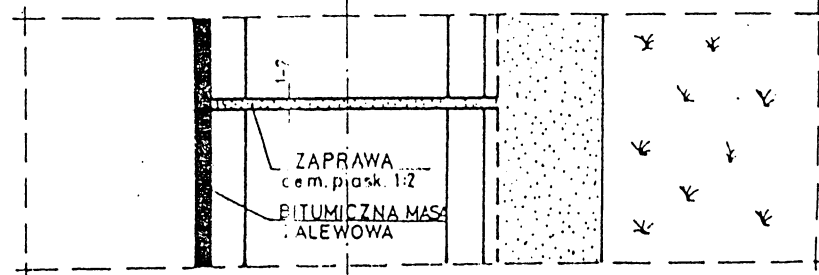 1-2
ZAPRAWA
cem. piask. 1:2
BITUMICZNA MASA
ZALEWOWA